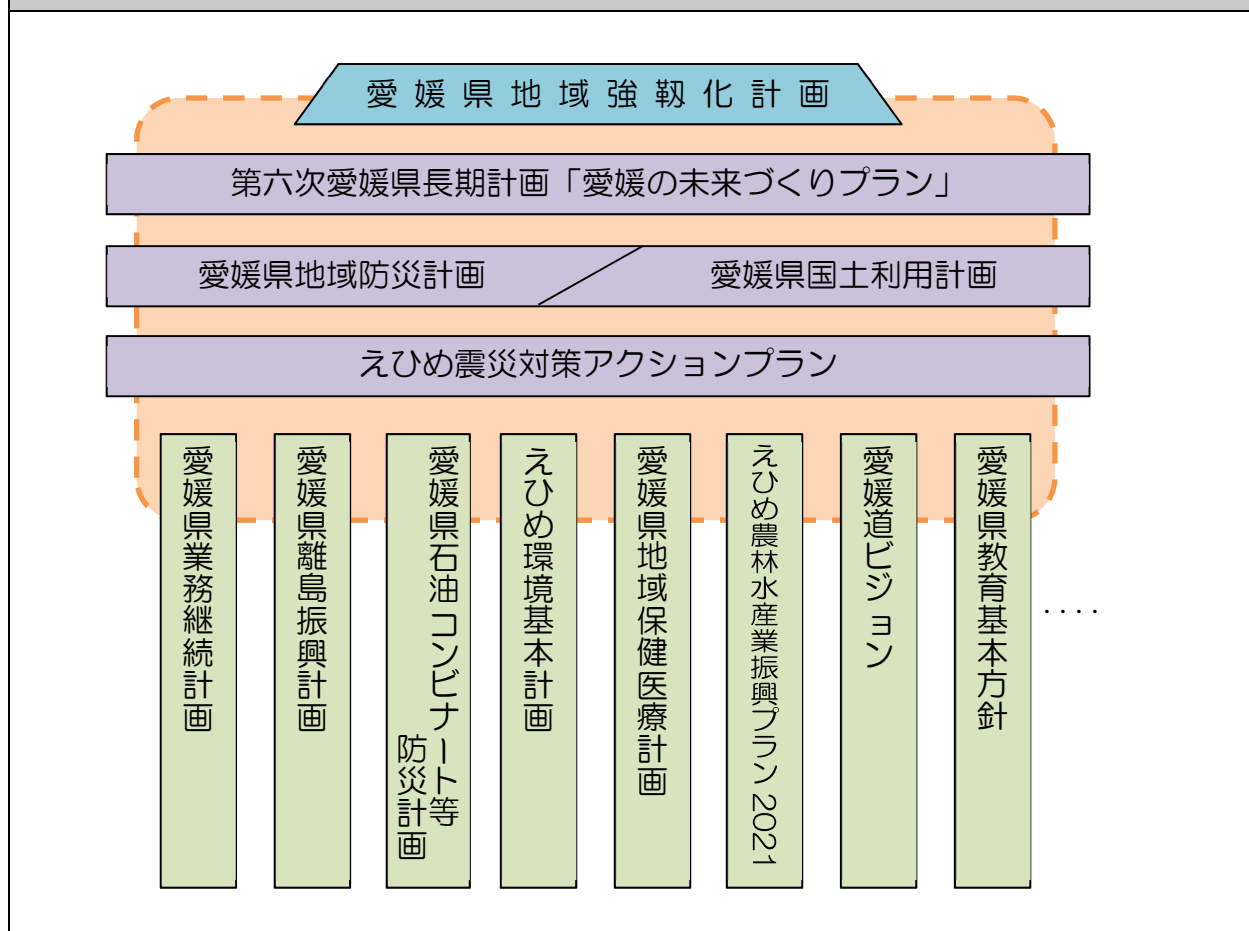 愛媛県地域強靱化計画
第六次愛媛県長期計画「愛媛の未来づくりプラン」
愛媛県地域防災計画
愛媛県国土利用計画
えひめ震災対策アクションプラン
愛媛県業務継続計画
愛媛県離島振興計画
愛媛県石油コンビナート等
防災計画
えひめ環境基本計画
愛媛県地域保健医療計画
えひめ農林水産業振興プラン2021
愛媛道ビジョン
愛媛県教育基本方針
‥‥